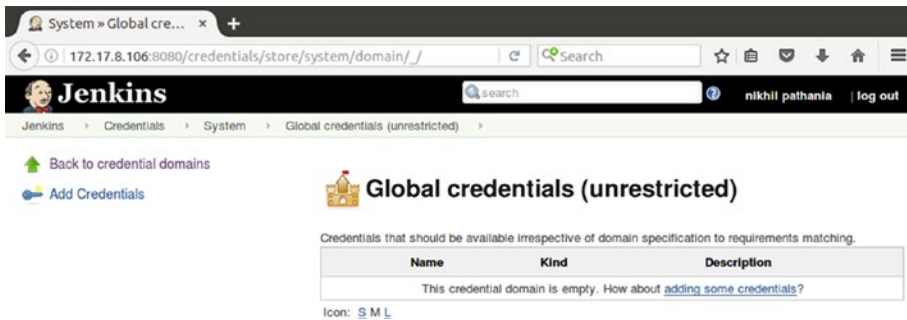 System » Global cre... × +
172.17.8.106:8080/credentials/store/system/domain/_/ Search
Jenkins search nikhil pathania | log out
Jenkins Credentials System Global credentials (unrestricted)
Back to credential domains
Add Credentials
Global credentials (unrestricted)
Credentials that should be available irrespective of domain specification to requirements matching.
Name Kind Description
This credential domain is empty. How about adding some credentials?
Icon: S M L